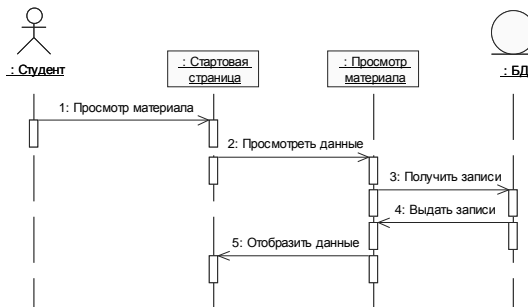 : Студент
: Стартовая
страница
: Просмотр
материала
: БД
1: Просмотр материала
2: Просмотреть данные
3: Получить записи
4: Выдать записи
5: Отобразить данные